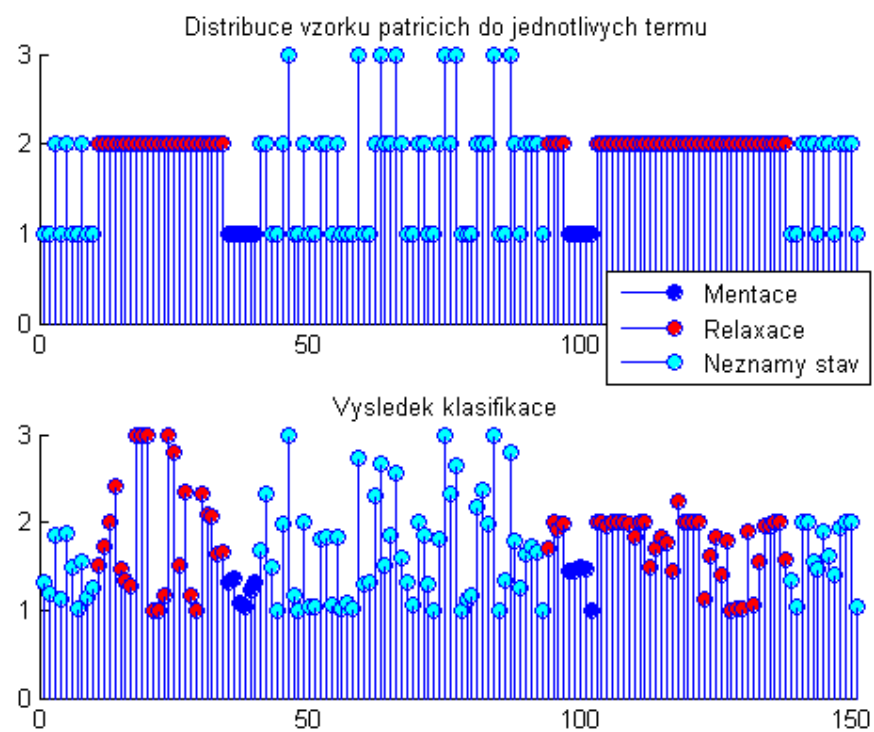 Distribuce vzorku patricich do jednotlivych termu
3
2
1
0
0 50 100
Mentace
Relaxace
Neznamy stav
Vysledek klasifikace
3
2
1
0
0 50 100 150